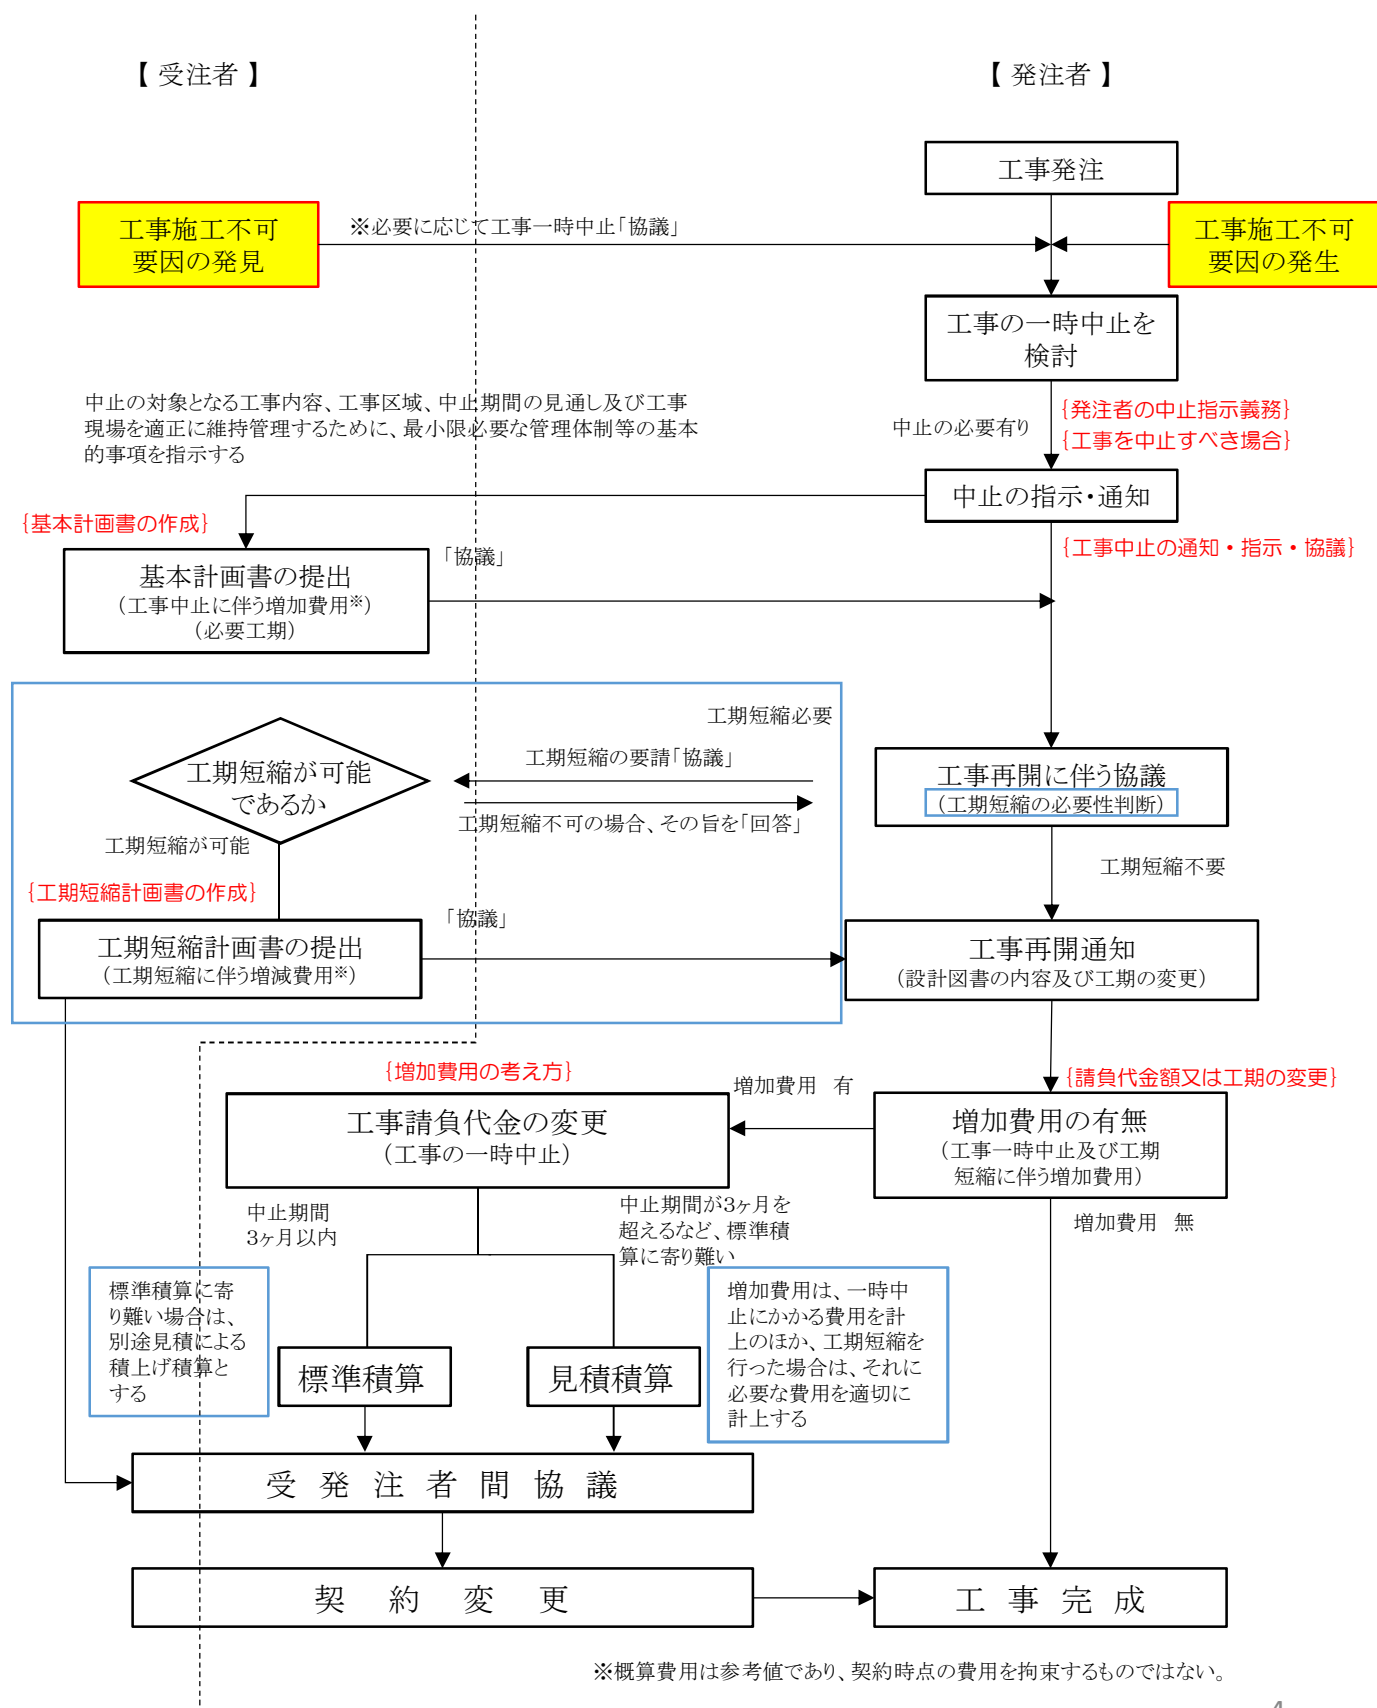 【 受注者 】
【 発注者 】
工事発注
工事施工不可
要因の発見
※必要に応じて工事一時中止「協議」
工事施工不可
要因の発生
工事の一時中止を
検討
中止の対象となる工事内容、工事区域、中止期間の見通し及び工事
現場を適正に維持管理するために、最小限必要な管理体制等の基本
的事項を指示する
中止の必要有り
{発注者の中止指示義務}
{工事を中止すべき場合}
中止の指示・通知
{基本計画書の作成}
{工事中止の通知・指示・協議}
基本計画書の提出
（工事中止に伴う増加費用※）
（必要工期）
「協議」
工期短縮必要
工期短縮の要請「協議」
工期短縮が可能
であるか
工期短縮不可の場合、その旨を「回答」
工事再開に伴う協議
（工期短縮の必要性判断）
工期短縮が可能
工期短縮不要
{工期短縮計画書の作成}
工期短縮計画書の提出
（工期短縮に伴う増減費用※）
「協議」
工事再開通知
（設計図書の内容及び工期の変更）
{増加費用の考え方}
増加費用 有
{請負代金額又は工期の変更}
工事請負代金の変更
（工事の一時中止）
増加費用の有無
（工事一時中止及び工期
短縮に伴う増加費用）
中止期間
3ヶ月以内
中止期間が3ヶ月を
超えるなど、標準積
算に寄り難い
増加費用 無
標準積算に寄
り難い場合は、
別途見積による
積上げ積算と
する
標準積算
見積積算
増加費用は、一時中
止にかかる費用を計
上のほか、工期短縮を
行った場合は、それに
必要な費用を適切に
計上する
受 発 注 者 間 協 議
契 約 変 更
工 事 完 成
※概算費用は参考値であり、契約時点の費用を拘束するものではない。